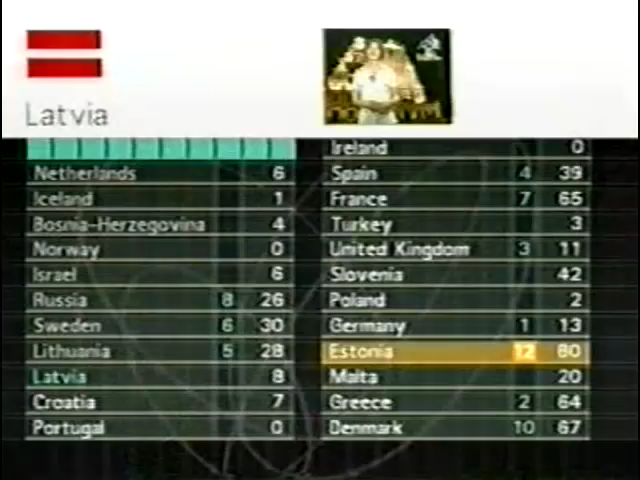 Latvia
Netherlands 6
Iceland 1
Bosnia-Herzegovina 4
Norway 0
Israel 6
Russia 8 26
Sweden 6 30
Lithuania 5 28
Latvia 8
Croatia 7
Portugal 0
Ireland 0
Spain 4 39
France 7 65
Turkey 3
United Kingdom 3 11
Slovenia 42
Poland 2
Germany 1 13
Estonia 12 80
Malta 20
Greece 2 64
Denmark 10 67